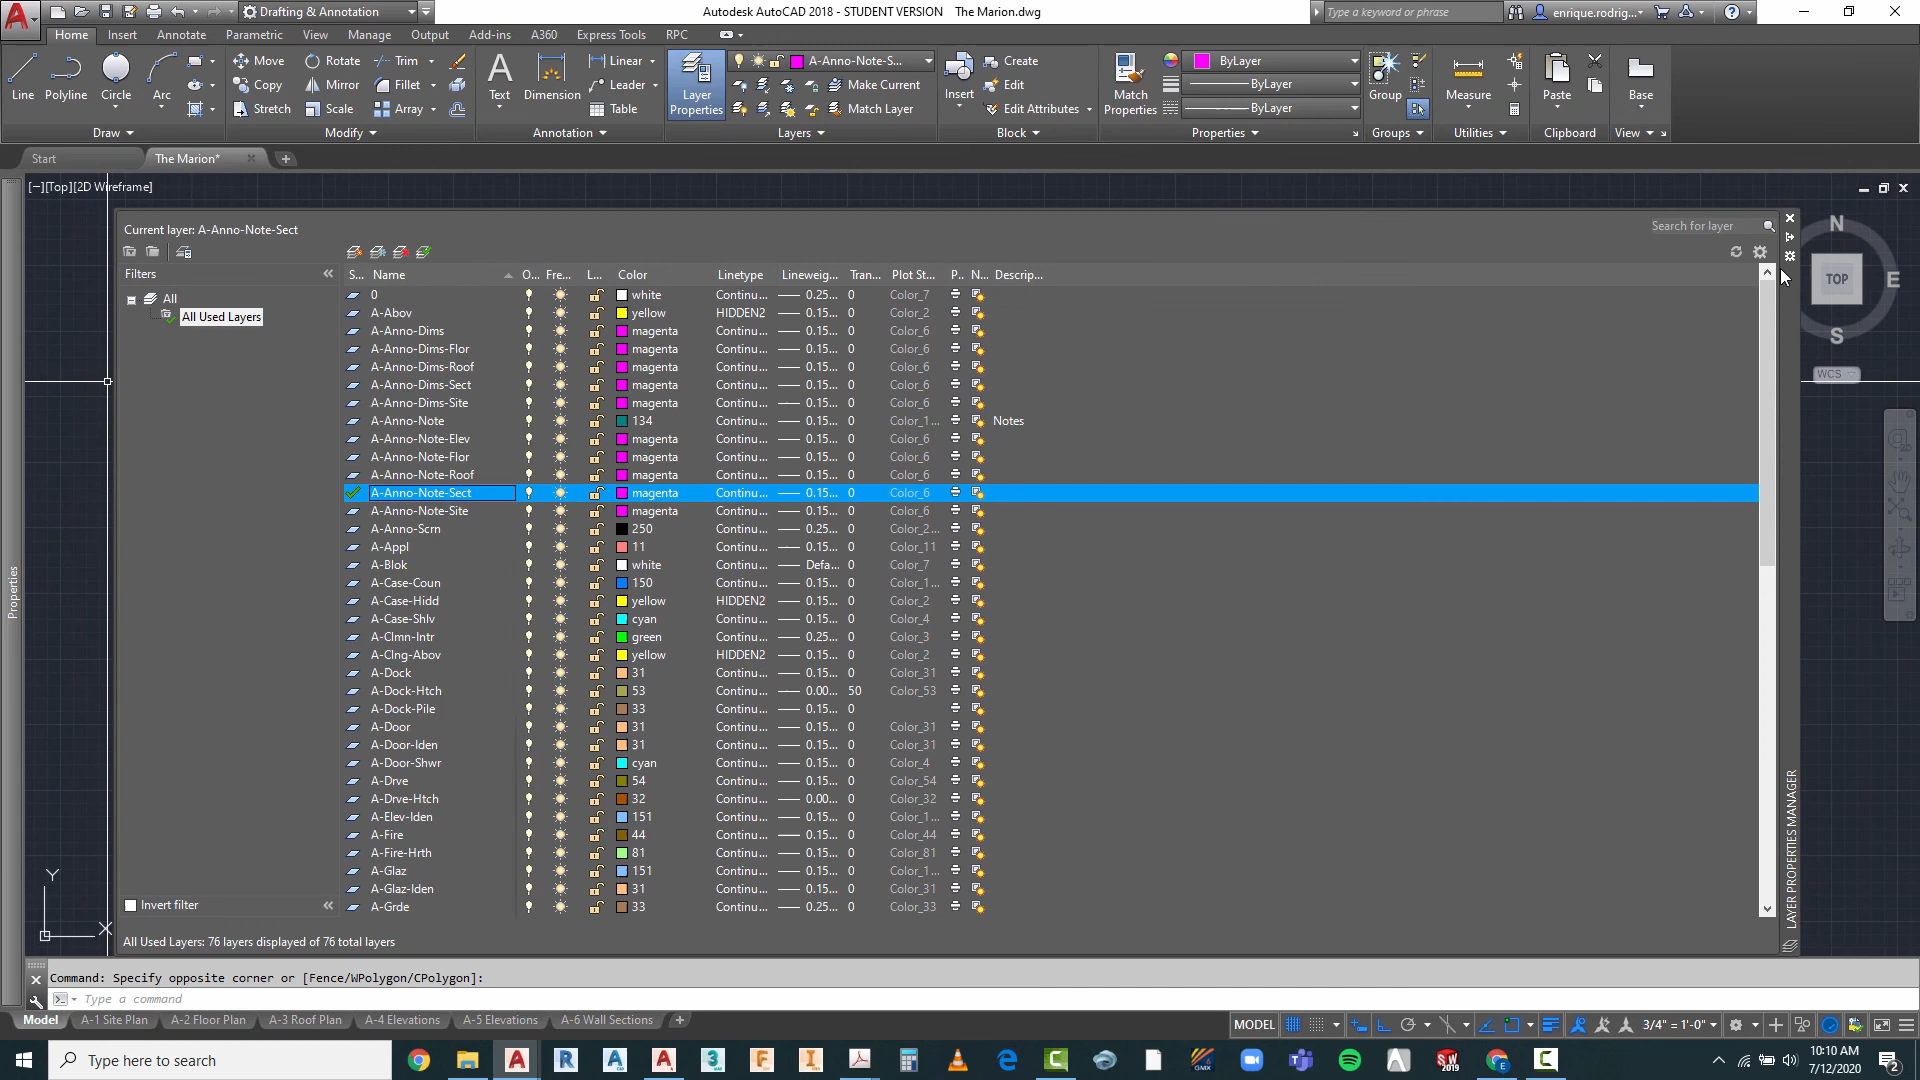 Drafting & Annotation
Autodesk AutoCAD 2018 - STUDENT VERSION The Marion.dwg
Type a keyword or phrase
enrique.rodrig...
Home Insert Annotate Parametric View Manage Output Add-ins A360 Express Tools RPC
Line Polyline Circle Arc
Move Rotate Trim
Copy Mirror Fillet
Stretch Scale Array
Text Dimension
Linear
Leader
Table
Layer Properties
A-Anno-Note-S...
Make Current
Match Layer
Insert
Create
Edit
Edit Attributes
Match Properties
ByLayer
ByLayer
ByLayer
Group Measure Paste Base
Draw Modify Annotation Layers Block Properties Groups Utilities Clipboard View
Start The Marion*
[−][Top][2D Wireframe]
Current layer: A-Anno-Note-Sect
Search for layer
Filters
All
All Used Layers
S... Name O... Fre... L... Color Linetype Lineweig... Tran... Plot St... P.. N... Descrip...
0 white Continu... 0.25... 0 Color_7
A-Abov yellow HIDDEN2 0.15... 0 Color_2
A-Anno-Dims magenta Continu... 0.15... 0 Color_6
A-Anno-Dims-Flor magenta Continu... 0.15... 0 Color_6
A-Anno-Dims-Roof magenta Continu... 0.15... 0 Color_6
A-Anno-Dims-Sect magenta Continu... 0.15... 0 Color_6
A-Anno-Dims-Site magenta Continu... 0.15... 0 Color_6
A-Anno-Note 134 Continu... 0.15... 0 Color_1... Notes
A-Anno-Note-Elev magenta Continu... 0.15... 0 Color_6
A-Anno-Note-Flor magenta Continu... 0.15... 0 Color_6
A-Anno-Note-Roof magenta Continu... 0.15... 0 Color_6
A-Anno-Note-Sect magenta Continu... 0.15... 0 Color_6
A-Anno-Note-Site magenta Continu... 0.15... 0 Color_6
A-Anno-Scrn 250 Continu... 0.25... 0 Color_2...
A-Appl 11 Continu... 0.15... 0 Color_11
A-Blok white Continu... Defa... 0 Color_7
A-Case-Coun 150 Continu... 0.15... 0 Color_1...
A-Case-Hidd yellow HIDDEN2 0.15... 0 Color_2
A-Case-Shlv cyan Continu... 0.15... 0 Color_4
A-Clmn-Intr green Continu... 0.25... 0 Color_3
A-Clng-Abov yellow HIDDEN2 0.15... 0 Color_2
A-Dock 31 Continu... 0.15... 0 Color_31
A-Dock-Htch 53 Continu... 0.00... 50 Color_53
A-Dock-Pile 33 Continu... 0.15... 0
A-Door 31 Continu... 0.15... 0 Color_31
A-Door-Iden 31 Continu... 0.15... 0 Color_31
A-Door-Shwr cyan Continu... 0.15... 0 Color_4
A-Drve 54 Continu... 0.15... 0 Color_54
A-Drve-Htch 32 Continu... 0.00... 0 Color_32
A-Elev-Iden 151 Continu... 0.15... 0 Color_1...
A-Fire 44 Continu... 0.15... 0 Color_44
A-Fire-Hrth 81 Continu... 0.15... 0 Color_81
A-Glaz 151 Continu... 0.15... 0 Color_1...
A-Glaz-Iden 31 Continu... 0.15... 0 Color_31
A-Grde 33 Continu... 0.25... 0 Color_33
Invert filter
All Used Layers: 76 layers displayed of 76 total layers
LAYER PROPERTIES MANAGER
Properties
N
TOP
E
S
WCS
Y
X
Command: Specify opposite corner or [Fence/WPolygon/CPolygon]:
Type a command
Model A-1 Site Plan A-2 Floor Plan A-3 Roof Plan A-4 Elevations A-5 Elevations A-6 Wall Sections
MODEL 3/4" = 1'-0"
Type here to search
10:10 AM
7/12/2020
2